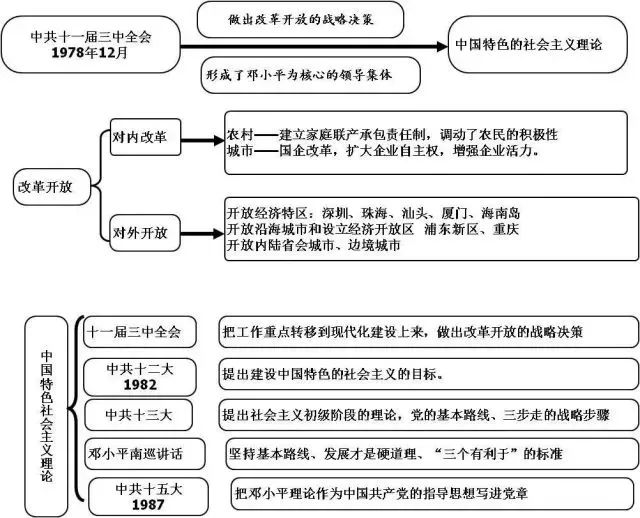 做出改革开放的战略决策
中共十一届三中全会
1978年12月
中国特色的社会主义理论
形成了邓小平为核心的领导集体
改革开放
对内改革
农村——建立家庭联产承包责任制，调动了农民的积极性
城市——国企改革，扩大企业自主权，增强企业活力。
对外开放
开放经济特区：深圳、珠海、汕头、厦门、海南岛
开放沿海城市和设立经济开放区 浦东新区、重庆
开放内陆省会城市、边境城市
中国特色社会主义理论
十一届三中全会
把工作重点转移到现代化建设上来，做出改革开放的战略决策
中共十二大
1982
提出建设中国特色的社会主义的目标。
中共十三大
提出社会主义初级阶段的理论，党的基本路线、三步走的战略步骤
邓小平南巡讲话
坚持基本路线、发展才是硬道理、“三个有利于”的标准
中共十五大
1987
把邓小平理论作为中国共产党的指导思想写进党章